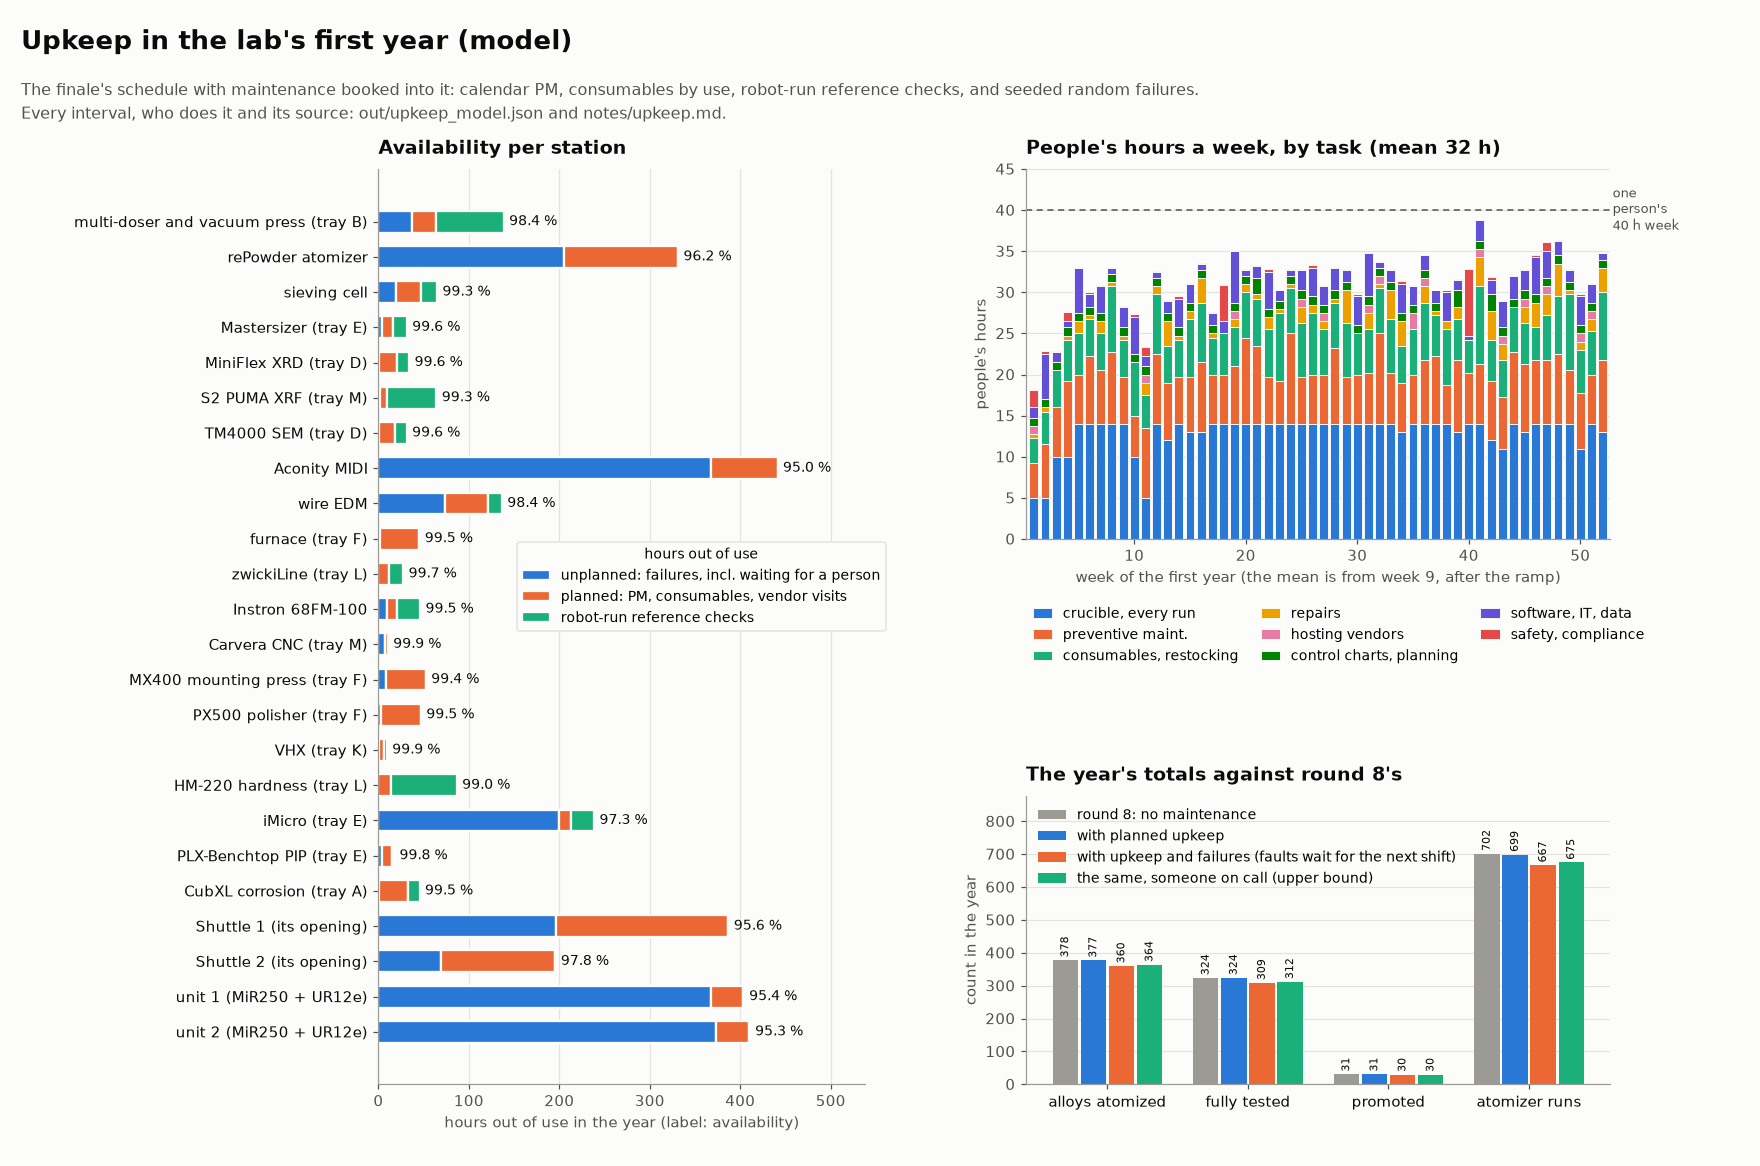 Upkeep in the lab's first year (model)
The finale's schedule with maintenance booked into it: calendar PM, consumables by use, robot-run reference checks, and seeded random failures.
Every interval, who does it and its source: out/upkeep_model.json and notes/upkeep.md.
Availability per station
multi-doser and vacuum press (tray B) 98.4 %
rePowder atomizer 96.2 %
sieving cell 99.3 %
Mastersizer (tray E) 99.6 %
MiniFlex XRD (tray D) 99.6 %
S2 PUMA XRF (tray M) 99.3 %
TM4000 SEM (tray D) 99.6 %
Aconity MIDI 95.0 %
wire EDM 98.4 %
furnace (tray F) 99.5 %
zwickiLine (tray L) 99.7 %
Instron 68FM-100 99.5 %
Carvera CNC (tray M) 99.9 %
MX400 mounting press (tray F) 99.4 %
PX500 polisher (tray F) 99.5 %
VHX (tray K) 99.9 %
HM-220 hardness (tray L) 99.0 %
iMicro (tray E) 97.3 %
PLX-Benchtop PIP (tray E) 99.8 %
CubXL corrosion (tray A) 99.5 %
Shuttle 1 (its opening) 95.6 %
Shuttle 2 (its opening) 97.8 %
unit 1 (MiR250 + UR12e) 95.4 %
unit 2 (MiR250 + UR12e) 95.3 %
hours out of use
unplanned: failures, incl. waiting for a person
planned: PM, consumables, vendor visits
robot-run reference checks
0 100 200 300 400 500
hours out of use in the year (label: availability)
People's hours a week, by task (mean 32 h)
45
40
35
30
25
20
15
10
5
0
people's hours
one
person's
40 h week
10 20 30 40 50
week of the first year (the mean is from week 9, after the ramp)
crucible, every run
preventive maint.
consumables, restocking
repairs
hosting vendors
control charts, planning
software, IT, data
safety, compliance
The year's totals against round 8's
800
700
600
500
400
300
200
100
0
count in the year
round 8: no maintenance
with planned upkeep
with upkeep and failures (faults wait for the next shift)
the same, someone on call (upper bound)
378 377 360 364
324 324 309 312
31 31 30 30
702 699 667 675
alloys atomized fully tested promoted atomizer runs